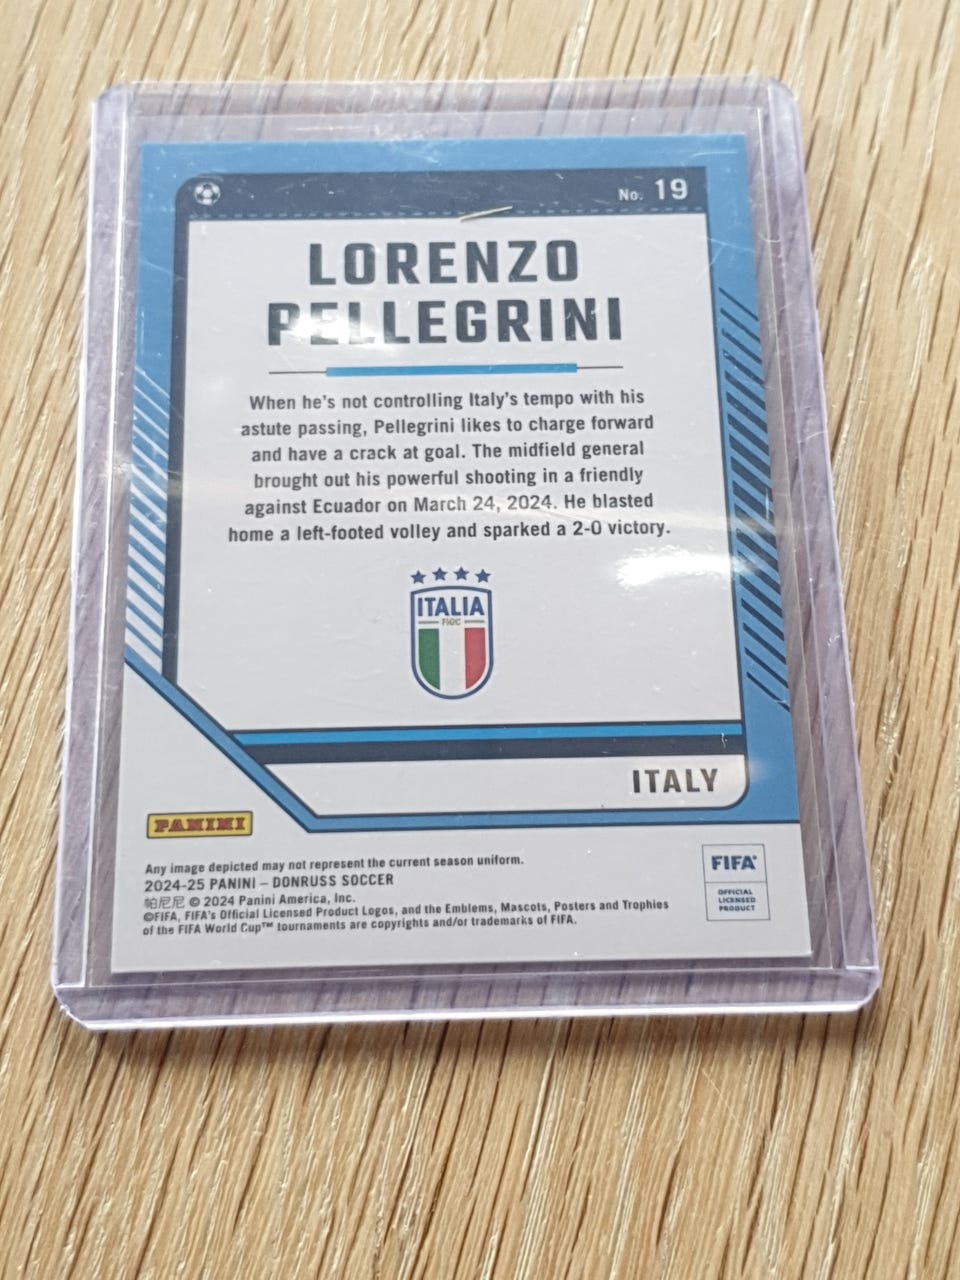 No. 19
LORENZO
PELLEGRINI
When he's not controlling Italy's tempo with his
astute passing, Pellegrini likes to charge forward
and have a crack at goal. The midfield general
brought out his powerful shooting in a friendly
against Ecuador on March 24, 2024. He blasted
home a left-footed volley and sparked a 2-0 victory.
ITALIA
FIGC
ITALY
PANINI
Any image depicted may not represent the current season uniform.
2024-25 PANINI – DONRUSS SOCCER
帕尼尼 © 2024 Panini America, Inc.
©FIFA, FIFA's Official Licensed Product Logos, and the Emblems, Mascots, Posters and Trophies
of the FIFA World Cup™ tournaments are copyrights and/or trademarks of FIFA.
FIFA®
OFFICIAL
LICENSED
PRODUCT